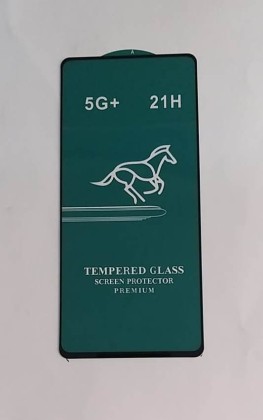 5G+ 21H
TEMPERED GLASS
SCREEN PROTECTOR
PREMIUM